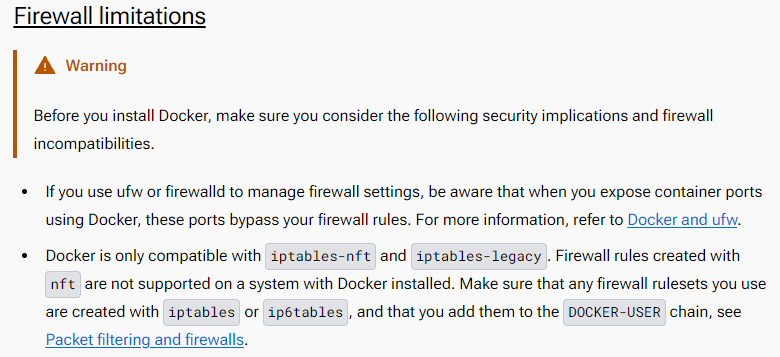 Firewall limitations
Warning
Before you install Docker, make sure you consider the following security implications and firewall
incompatibilities.
If you use ufw or firewalld to manage firewall settings, be aware that when you expose container ports
using Docker, these ports bypass your firewall rules. For more information, refer to Docker and ufw.
Docker is only compatible with iptables-nft and iptables-legacy. Firewall rules created with
nft are not supported on a system with Docker installed. Make sure that any firewall rulesets you use
are created with iptables or ip6tables, and that you add them to the DOCKER-USER chain, see
Packet filtering and firewalls.